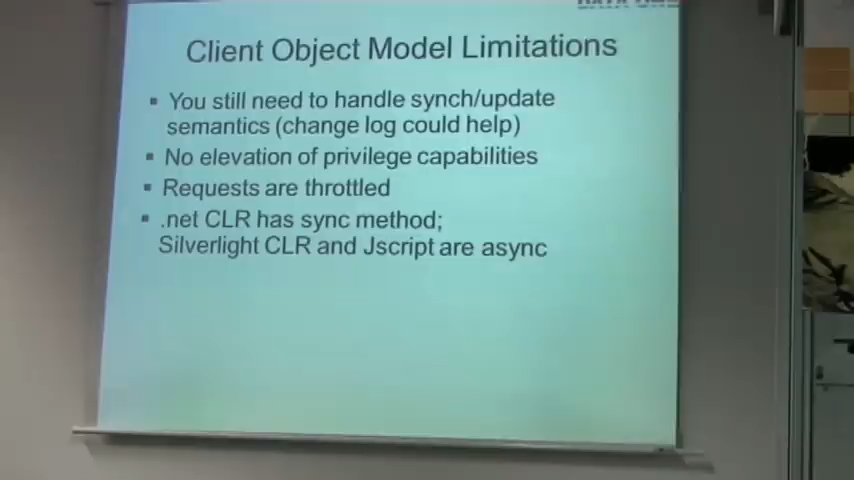 Client Object Model Limitations
▪ You still need to handle synch/update
semantics (change log could help)
▪ No elevation of privilege capabilities
▪ Requests are throttled
▪ .net CLR has sync method;
Silverlight CLR and Jscript are async